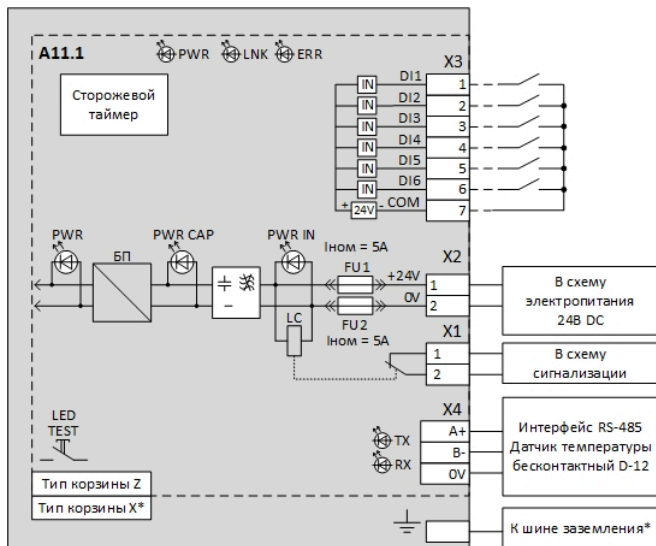 A11.1
PWR
LNK
ERR
Сторожевой
таймер
X3
DI1
IN
1
DI2
IN
2
DI3
IN
3
DI4
IN
4
DI5
IN
5
DI6
IN
6
+ 24V - COM
7
PWR
БП
PWR CAP
PWR IN
Iном = 5А
FU1
X2
+24V
1
0V
2
В схему
электропитания
24В DC
LC
FU2
Iном = 5А
X1
1
2
В схему
сигнализации
X4
LED
TEST
TX
RX
A+
B-
0V
Интерфейс RS-485
Датчик температуры
бесконтактный D-12
Тип корзины Z
Тип корзины X*
К шине заземления*